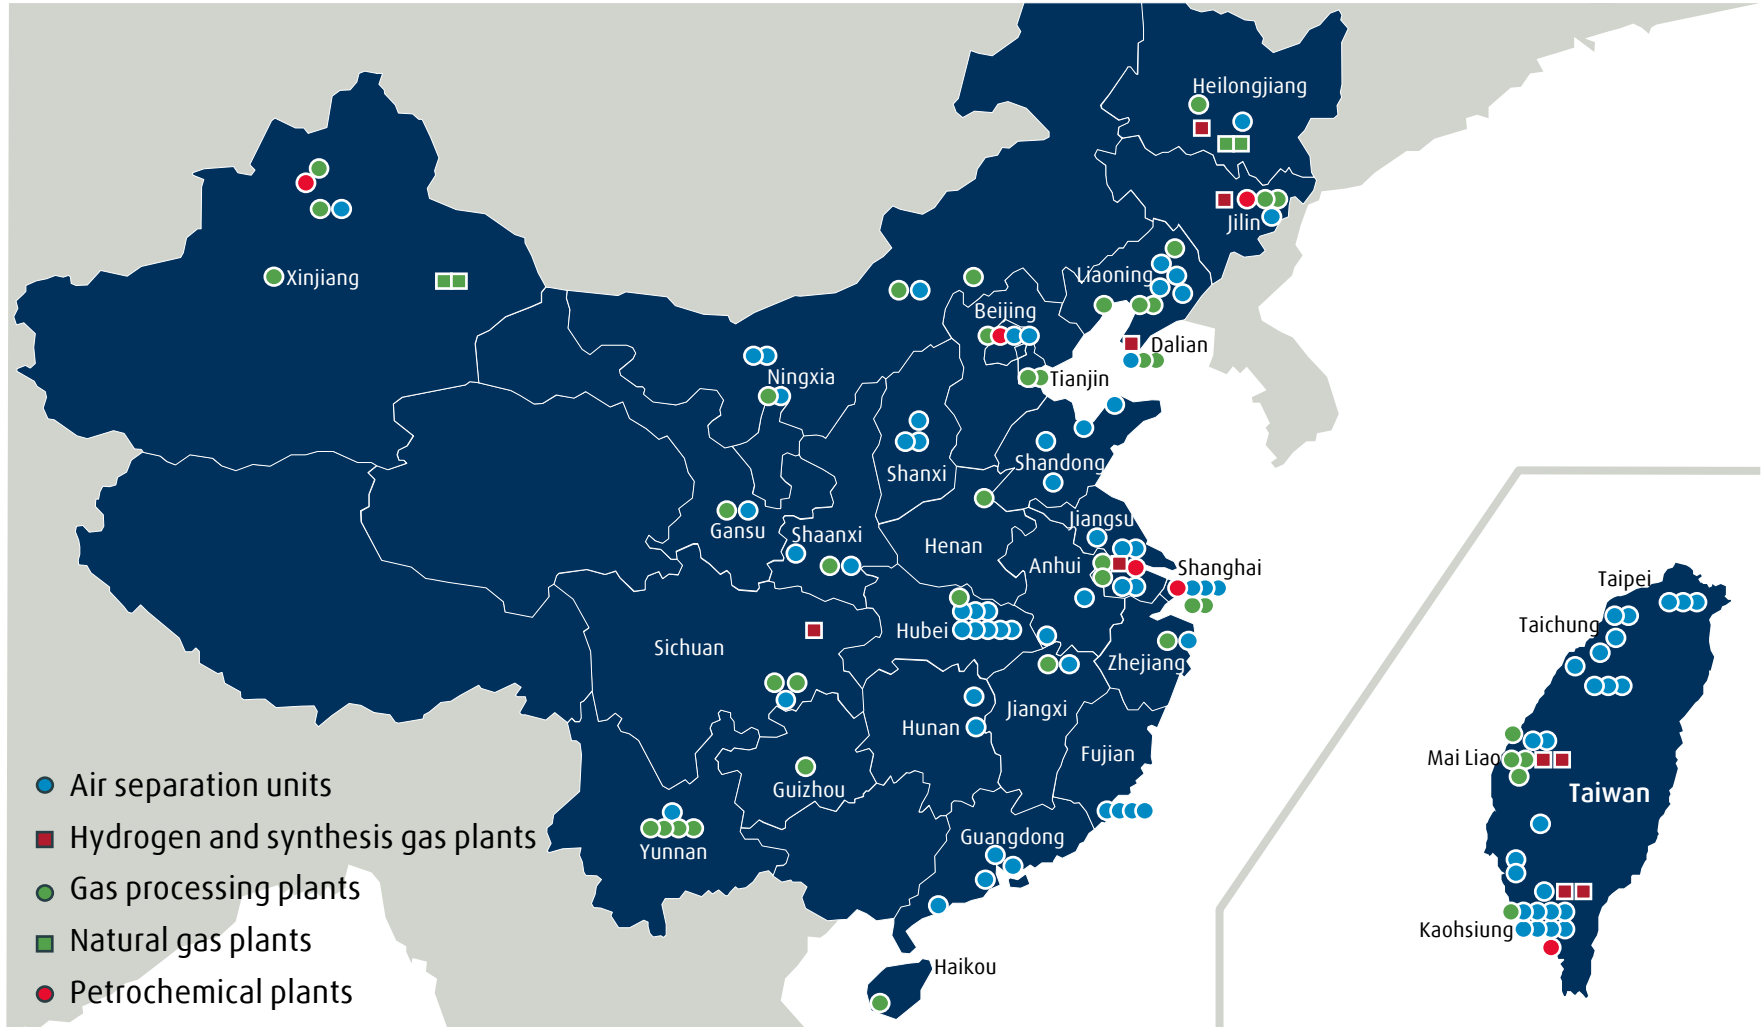 Heilongjiang
Jilin
Xinjiang
Liaoning
Beijing
Dalian
Ningxia
Tianjin
Shanxi
Shandong
Gansu
Shaanxi
Henan
Jiangsu
Anhui
Shanghai
Sichuan
Hubei
Zhejiang
Jiangxi
Hunan
Fujian
Guizhou
Yunnan
Guangdong
Haikou
Taipei
Taichung
Mai Liao
Taiwan
Kaohsiung
Air separation units
Hydrogen and synthesis gas plants
Gas processing plants
Natural gas plants
Petrochemical plants